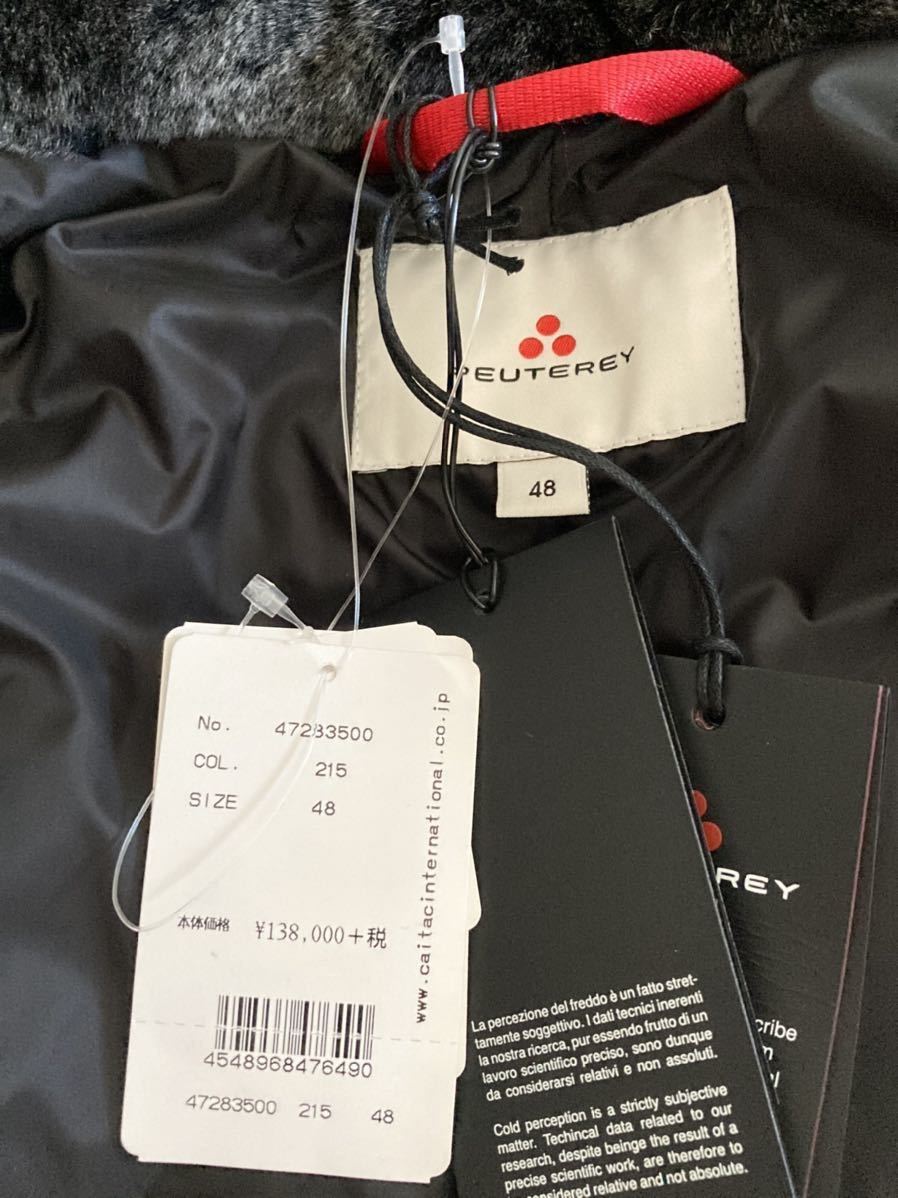 PEUTEREY
48
No. 47283500
COL. 215
SIZE 48
本体価格 ¥138,000+税
4548968476490
47283500 215 48
www.caitacinternational.co.jp
La percezione del freddo è un fatto stret-
tamente soggettivo. I dati tecnici inerenti
la nostra ricerca, pur essendo frutto di un
lavoro scientifico preciso, sono dunque
da considerarsi relativi e non assoluti.
Cold perception is a strictly subjective
matter. Techincal data related to our
research, despite beinge the result of a
precise scientific work, are therefore to
considered relative and not absolute.
REY